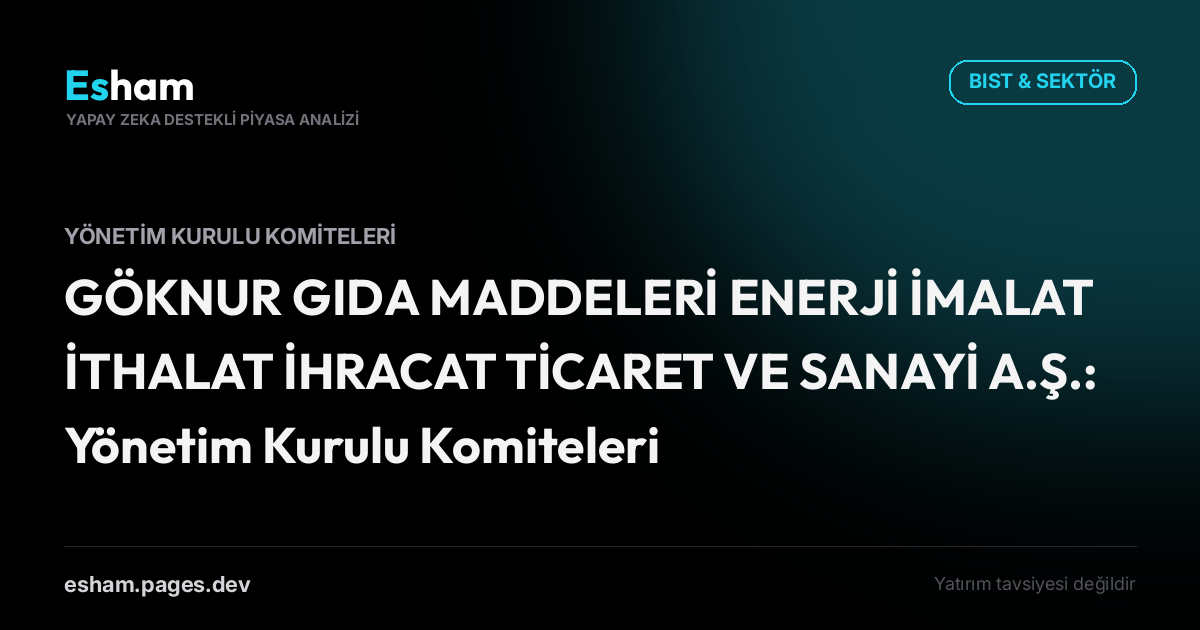 Esham
BIST & SEKTÖR
YAPAY ZEKA DESTEKLİ PİYASA ANALİZİ
YÖNETİM KURULU KOMİTELERİ
GÖKNUR GIDA MADDELERİ ENERJİ İMALAT
İTHALAT İHRACAT TİCARET VE SANAYİ A.Ş.:
Yönetim Kurulu Komiteleri
esham.pages.dev
Yatırım tavsiyesi değildir